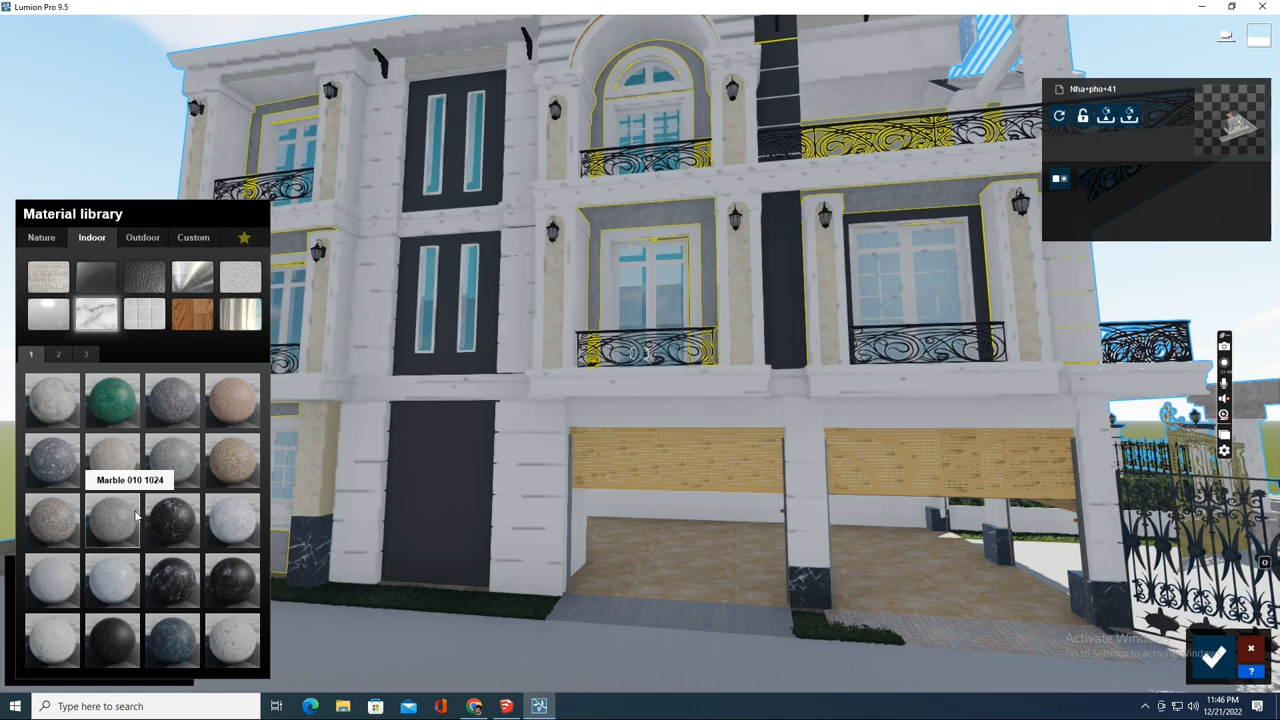 Lumion Pro 9.5
Nha+pho+41
Material library
Nature Indoor Outdoor Custom
1 2 3
Marble 010 1024
Activate Windows
Go to Settings to activate Windows.
?
Type here to search
11:46 PM
12/21/2022